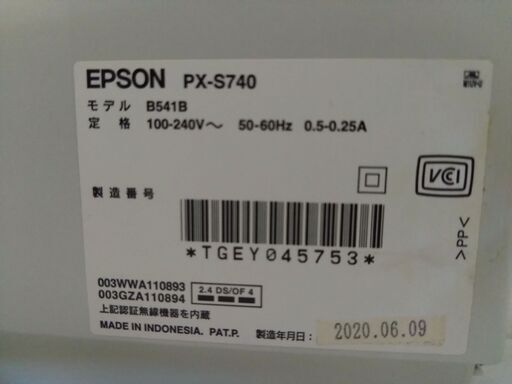 EPSON PX-S740
モデル B541B
定 格 100-240V～ 50-60Hz 0.5-0.25A
VCI
製造番号
*TGEY045753*
>PP<
003WWA110893
003GZA110894
2.4 DS/OF 4
上記認証無線機器を内蔵
MADE IN INDONESIA. PAT.P.
製造年月日: 2020.06.09